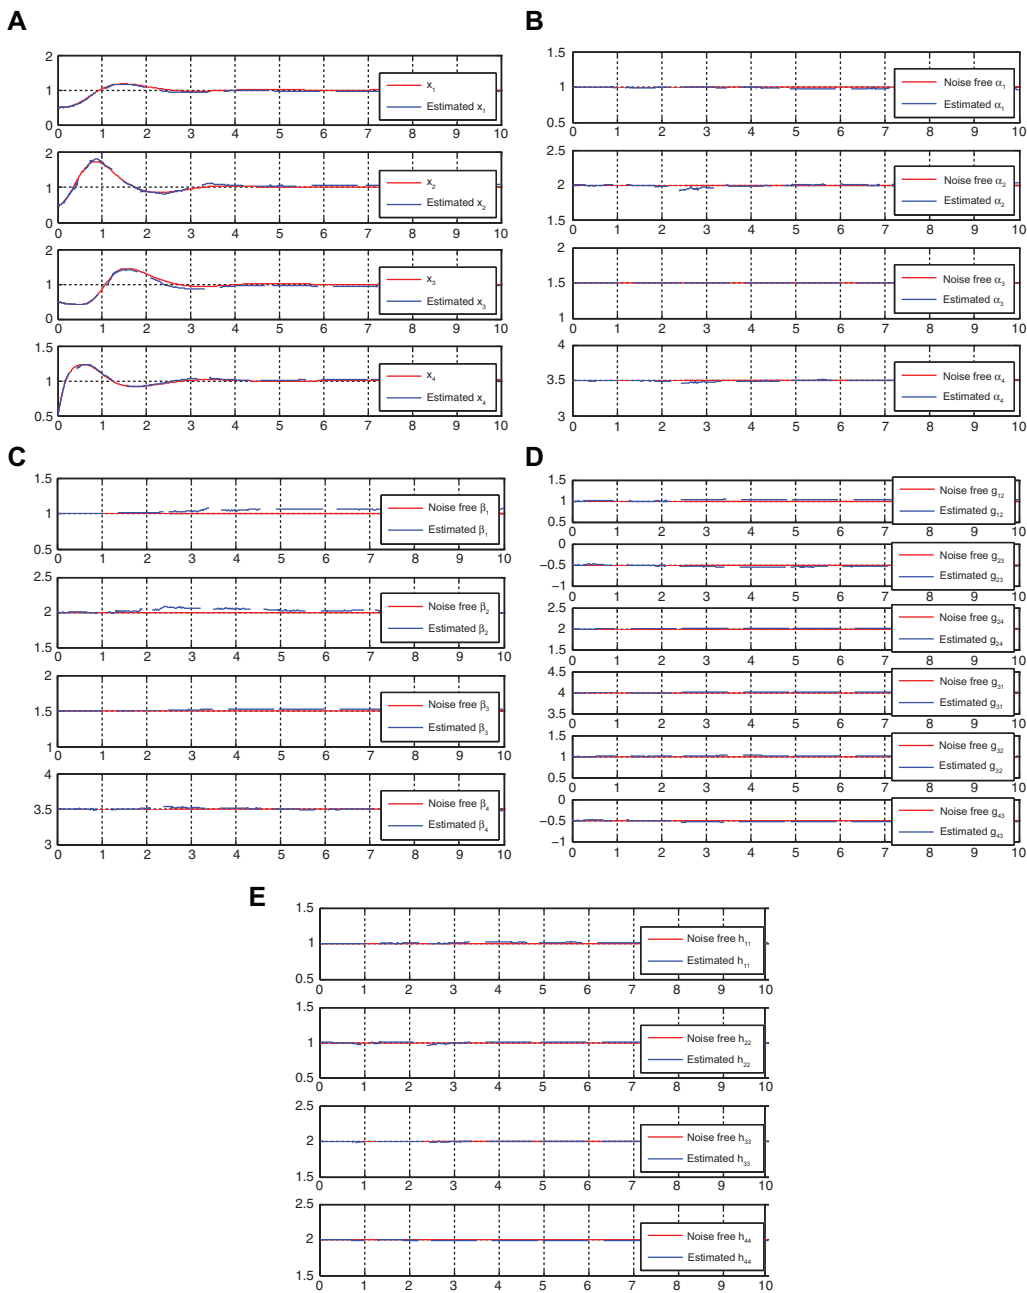 A
2
1
0
0 1 2 3 4 5 6 7 8 9 10
x1
Estimated x1
2
1
0
0 1 2 3 4 5 6 7 8 9 10
x2
Estimated x2
2
1
0
0 1 2 3 4 5 6 7 8 9 10
x3
Estimated x3
1.5
1
0.5
0 1 2 3 4 5 6 7 8 9 10
x4
Estimated x4
B
1.5
1
0.5
0 1 2 3 4 5 6 7 8 9 10
Noise free α1
Estimated α1
2.5
2
1.5
0 1 2 3 4 5 6 7 8 9 10
Noise free α2
Estimated α2
2
1.5
1
0 1 2 3 4 5 6 7 8 9 10
Noise free α3
Estimated α3
4
3.5
3
0 1 2 3 4 5 6 7 8 9 10
Noise free α4
Estimated α4
C
1.5
1
0.5
0 1 2 3 4 5 6 7 8 9 10
Noise free β1
Estimated β1
2.5
2
1.5
0 1 2 3 4 5 6 7 8 9 10
Noise free β2
Estimated β2
2
1.5
1
0 1 2 3 4 5 6 7 8 9 10
Noise free β3
Estimated β3
4
3.5
3
0 1 2 3 4 5 6 7 8 9 10
Noise free β4
Estimated β4
D
1.5
1
0.5
0 1 2 3 4 5 6 7 8 9 10
Noise free g12
Estimated g12
0
−0.5
−1
0 1 2 3 4 5 6 7 8 9 10
Noise free g23
Estimated g23
2.5
2
1.5
0 1 2 3 4 5 6 7 8 9 10
Noise free g24
Estimated g24
4.5
4
3.5
0 1 2 3 4 5 6 7 8 9 10
Noise free g31
Estimated g31
1.5
1
0.5
0 1 2 3 4 5 6 7 8 9 10
Noise free g32
Estimated g32
0
−0.5
−1
0 1 2 3 4 5 6 7 8 9 10
Noise free g43
Estimated g43
E
1.5
1
0.5
0 1 2 3 4 5 6 7 8 9 10
Noise free h11
Estimated h11
1.5
1
0.5
0 1 2 3 4 5 6 7 8 9 10
Noise free h22
Estimated h22
2.5
2
1.5
0 1 2 3 4 5 6 7 8 9 10
Noise free h33
Estimated h33
2.5
2
1.5
0 1 2 3 4 5 6 7 8 9 10
Noise free h44
Estimated h44